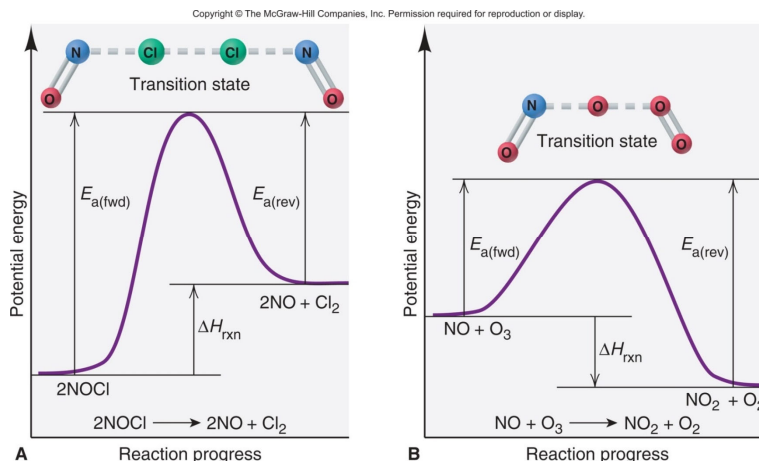 Copyright © The McGraw-Hill Companies, Inc. Permission required for reproduction or display.
N Cl Cl N
O O
Transition state
Potential energy
Ea(fwd)
Ea(rev)
2NO + Cl2
ΔHrxn
2NOCl
2NOCl ⟶ 2NO + Cl2
A
Reaction progress
N O O
O O
Transition state
Potential energy
Ea(fwd)
Ea(rev)
NO + O3
ΔHrxn
NO2 + O2
NO + O3 ⟶ NO2 + O2
B
Reaction progress